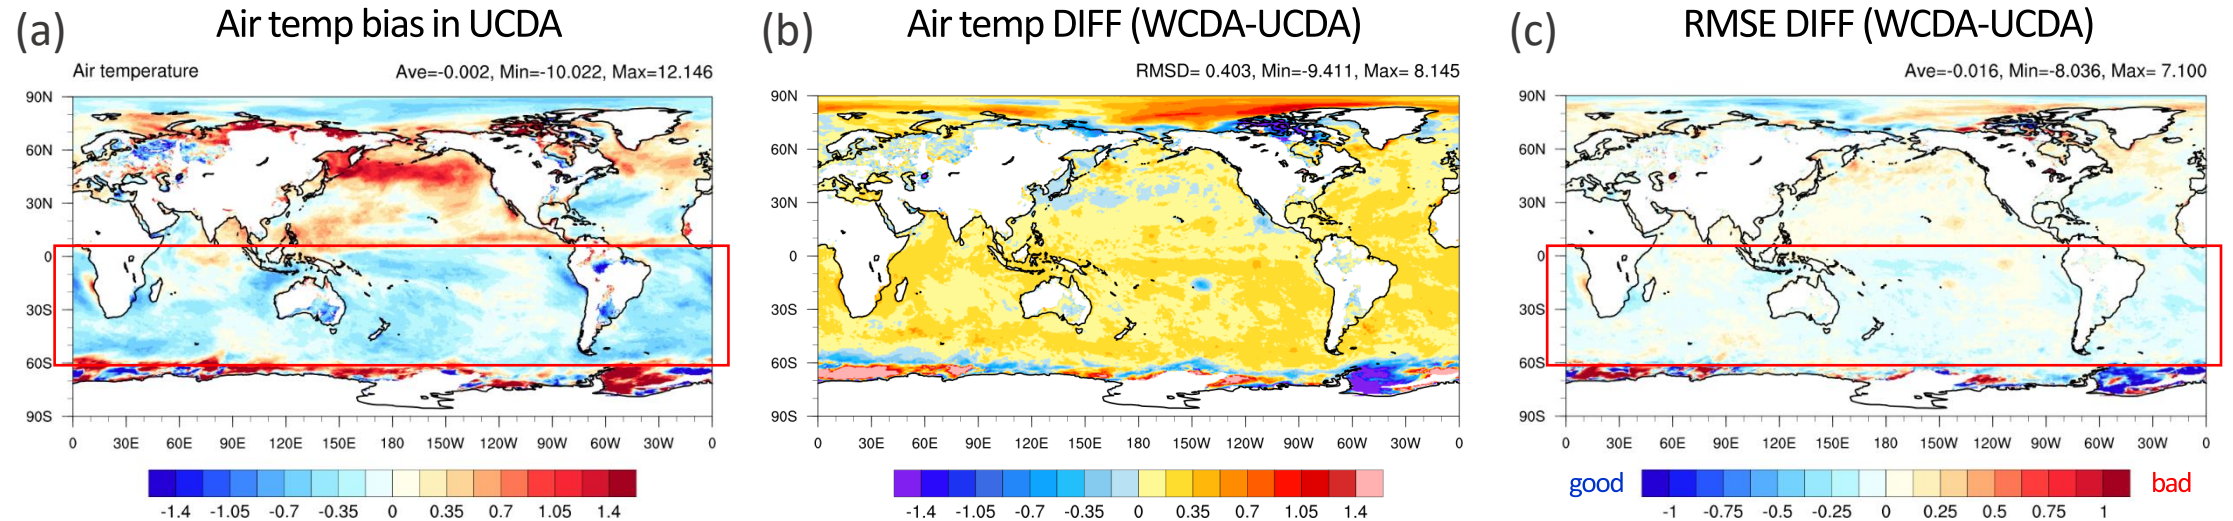 (a) Air temp bias in UCDA
Air temperature Ave=-0.002, Min=-10.022, Max=12.146
90N
60N
30N
0
30S
60S
90S
0 30E 60E 90E 120E 150E 180 150W 120W 90W 60W 30W 0
-1.4 -1.05 -0.7 -0.35 0 0.35 0.7 1.05 1.4
(b) Air temp DIFF (WCDA-UCDA)
RMSD= 0.403, Min=-9.411, Max= 8.145
90N
60N
30N
0
30S
60S
90S
0 30E 60E 90E 120E 150E 180 150W 120W 90W 60W 30W 0
-1.4 -1.05 -0.7 -0.35 0 0.35 0.7 1.05 1.4
(c) RMSE DIFF (WCDA-UCDA)
Ave=-0.016, Min=-8.036, Max= 7.100
90N
60N
30N
0
30S
60S
90S
0 30E 60E 90E 120E 150E 180 150W 120W 90W 60W 30W 0
good bad
-1 -0.75 -0.5 -0.25 0 0.25 0.5 0.75 1